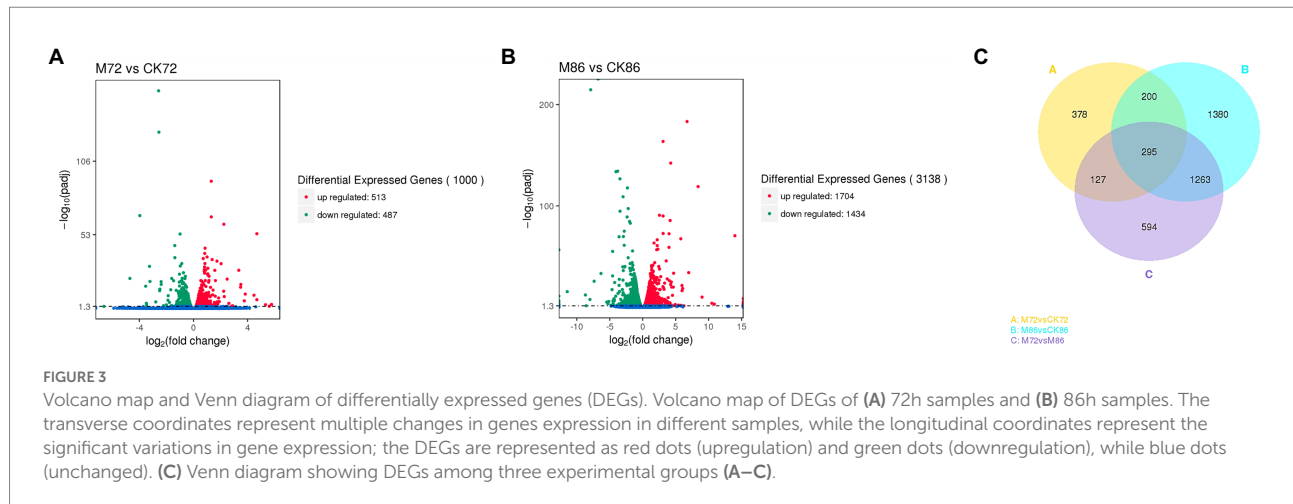 A
M72 vs CK72
−log10(padj)
106
53
1.3
-4
0
4
log2(fold change)
Differential Expressed Genes ( 1000 )
up regulated: 513
down regulated: 487
B
M86 vs CK86
−log10(padj)
200
100
1.3
-10
-5
0
5
10
15
log2(fold change)
Differential Expressed Genes ( 3138 )
up regulated: 1704
down regulated: 1434
C
A
B
378
200
1380
295
127
1263
594
C
A: M72vsCK72
B: M86vsCK86
C: M72vsM86
FIGURE 3
Volcano map and Venn diagram of differentially expressed genes (DEGs). Volcano map of DEGs of (A) 72h samples and (B) 86h samples. The
transverse coordinates represent multiple changes in genes expression in different samples, while the longitudinal coordinates represent the
significant variations in gene expression; the DEGs are represented as red dots (upregulation) and green dots (downregulation), while blue dots
(unchanged). (C) Venn diagram showing DEGs among three experimental groups (A–C).